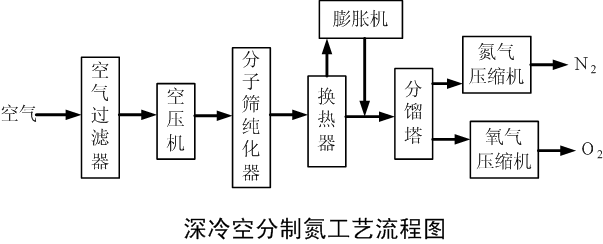 空气
空气过滤器
空压机
分子筛纯化器
换热器
膨胀机
分馏塔
氮气
压缩机
N2
氧气
压缩机
O2
深冷空分制氮工艺流程图